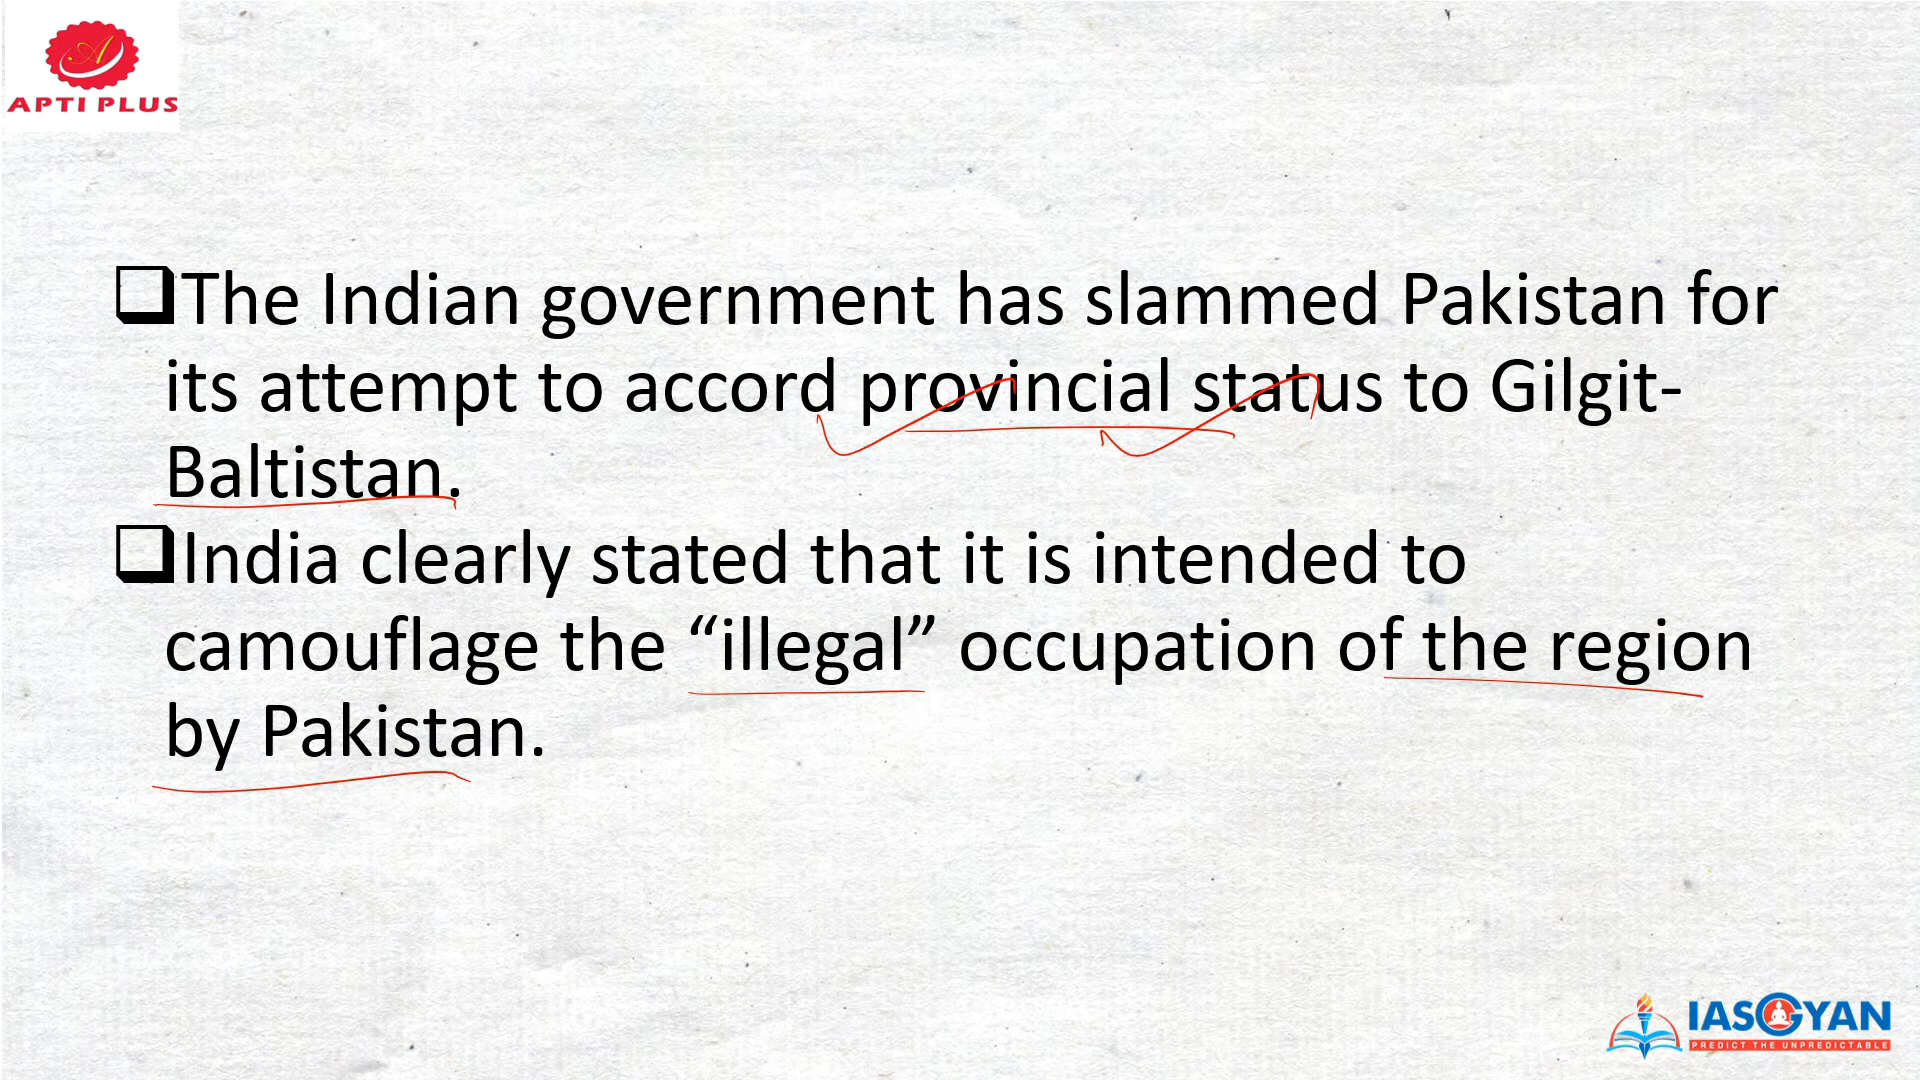 A
APTI PLUS
❑The Indian government has slammed Pakistan for
its attempt to accord provincial status to Gilgit-
Baltistan.
❑India clearly stated that it is intended to
camouflage the “illegal” occupation of the region
by Pakistan.
IASGYAN
PREDICT THE UNPREDICTABLE